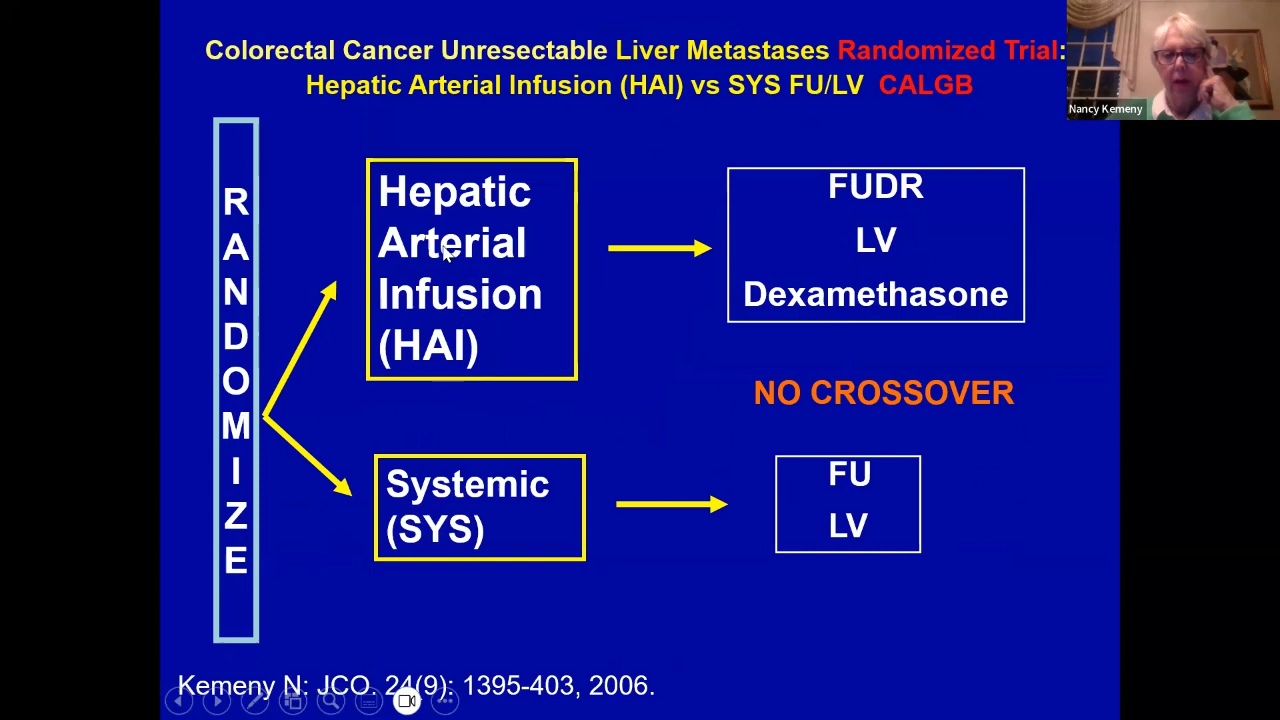 Colorectal Cancer Unresectable Liver Metastases Randomized Trial:
Hepatic Arterial Infusion (HAI) vs SYS FU/LV CALGB
Nancy Kemeny
RANDOMIZE
Hepatic
Arterial
Infusion
(HAI)
FUDR
LV
Dexamethasone
NO CROSSOVER
Systemic
(SYS)
FU
LV
Kemeny N: JCO. 24(9): 1395-403, 2006.